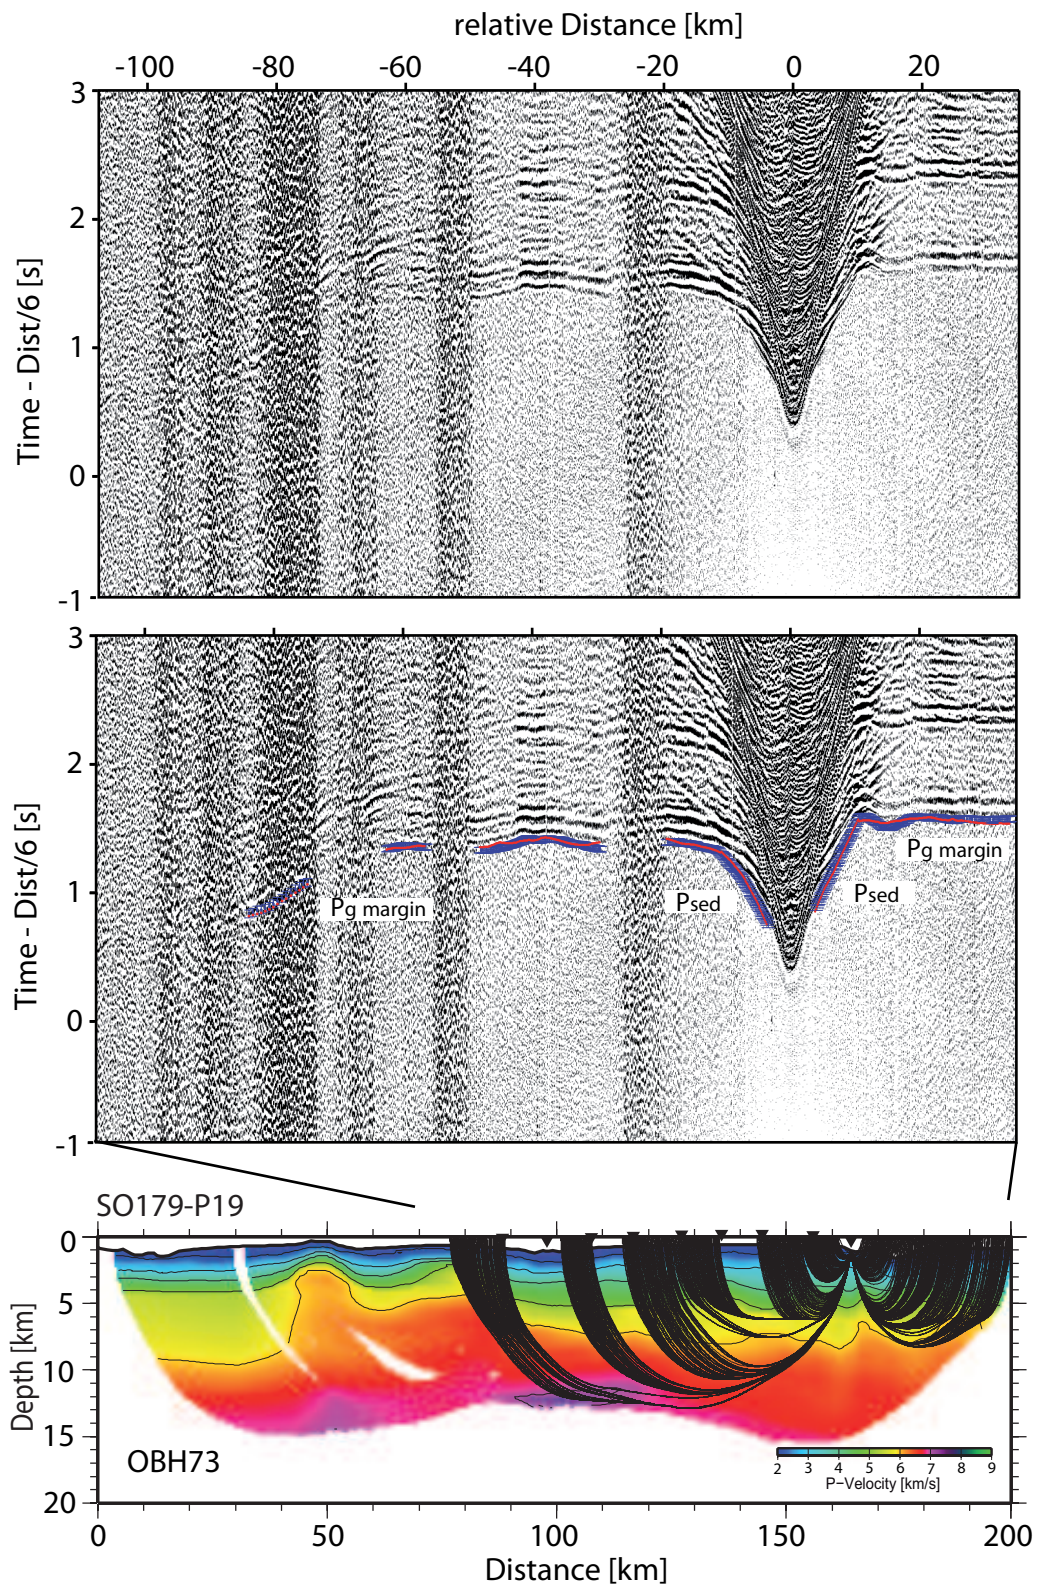 relative Distance [km]
-100 -80 -60 -40 -20 0 20
3
2
1
0
-1
Time - Dist/6 [s]
3
2
1
0
-1
Time - Dist/6 [s]
Pg margin
Psed
Psed
Pg margin
SO179-P19
0
5
10
15
20
Depth [km]
OBH73
2 3 4 5 6 7 8 9
P-Velocity [km/s]
0 50 100 150 200
Distance [km]